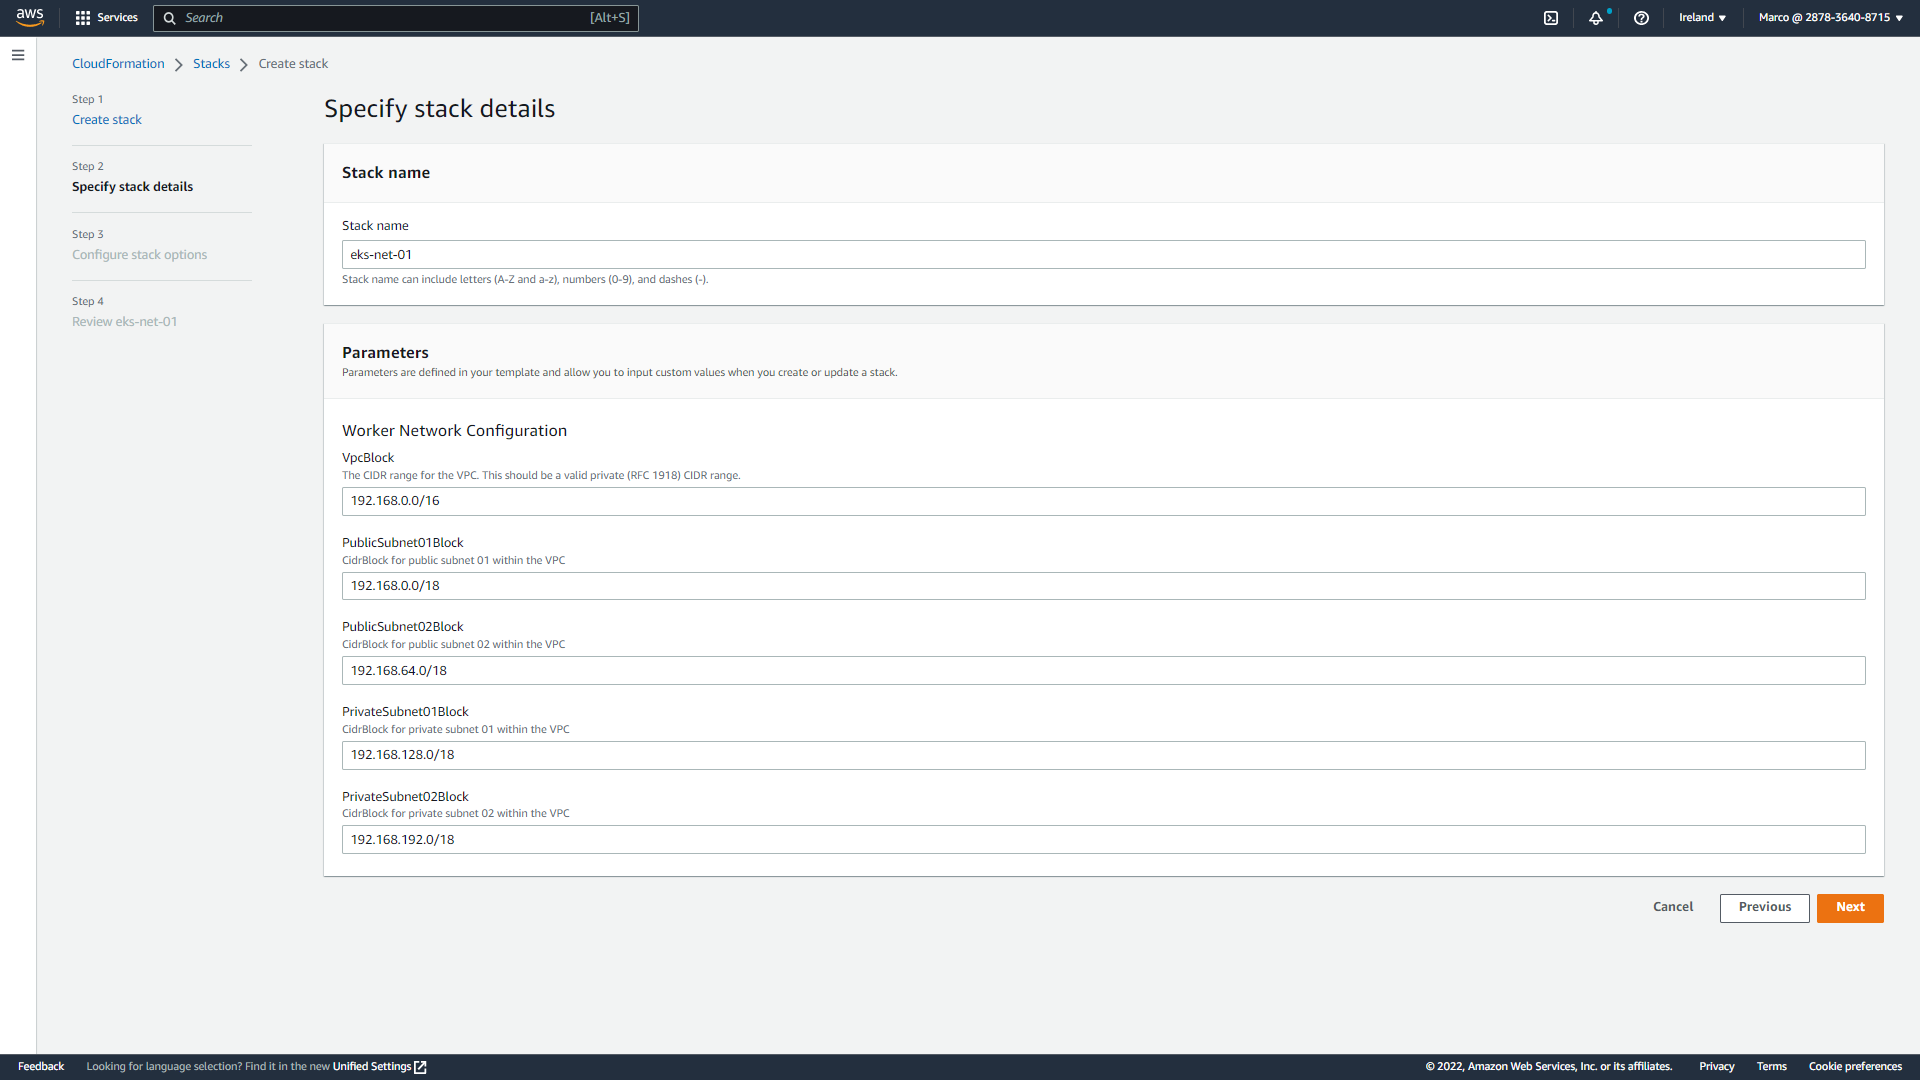 aws
Services
Search
[Alt+S]
Ireland
Marco @ 2878-3640-8715
CloudFormation
Stacks
Create stack
Step 1
Create stack
Step 2
Specify stack details
Step 3
Configure stack options
Step 4
Review eks-net-01
Specify stack details
Stack name
Stack name
eks-net-01
Stack name can include letters (A-Z and a-z), numbers (0-9), and dashes (-).
Parameters
Parameters are defined in your template and allow you to input custom values when you create or update a stack.
Worker Network Configuration
VpcBlock
The CIDR range for the VPC. This should be a valid private (RFC 1918) CIDR range.
192.168.0.0/16
PublicSubnet01Block
CidrBlock for public subnet 01 within the VPC
192.168.0.0/18
PublicSubnet02Block
CidrBlock for public subnet 02 within the VPC
192.168.64.0/18
PrivateSubnet01Block
CidrBlock for private subnet 01 within the VPC
192.168.128.0/18
PrivateSubnet02Block
CidrBlock for private subnet 02 within the VPC
192.168.192.0/18
Cancel
Previous
Next
Feedback
Looking for language selection? Find it in the new Unified Settings
© 2022, Amazon Web Services, Inc. or its affiliates.
Privacy
Terms
Cookie preferences